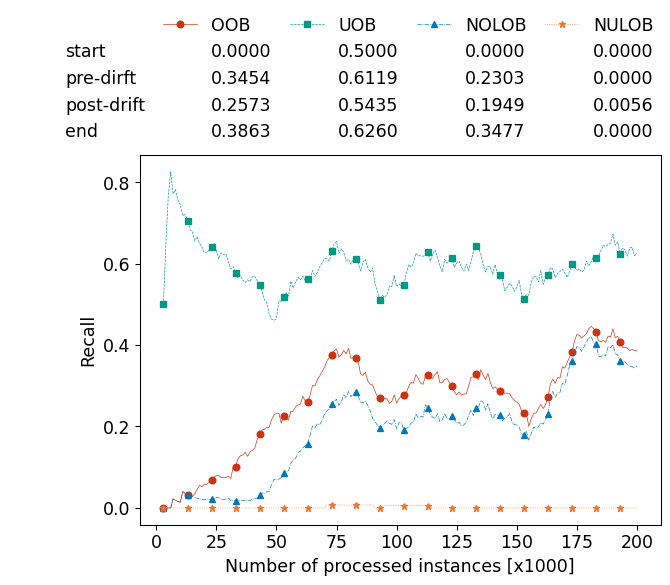 OOB UOB NOLOB NULOB
start 0.0000 0.5000 0.0000 0.0000
pre-dirft 0.3454 0.6119 0.2303 0.0000
post-drift 0.2573 0.5435 0.1949 0.0056
end 0.3863 0.6260 0.3477 0.0000
0.8
0.6
0.4
0.2
0.0
Recall
0 25 50 75 100 125 150 175 200
Number of processed instances [x1000]